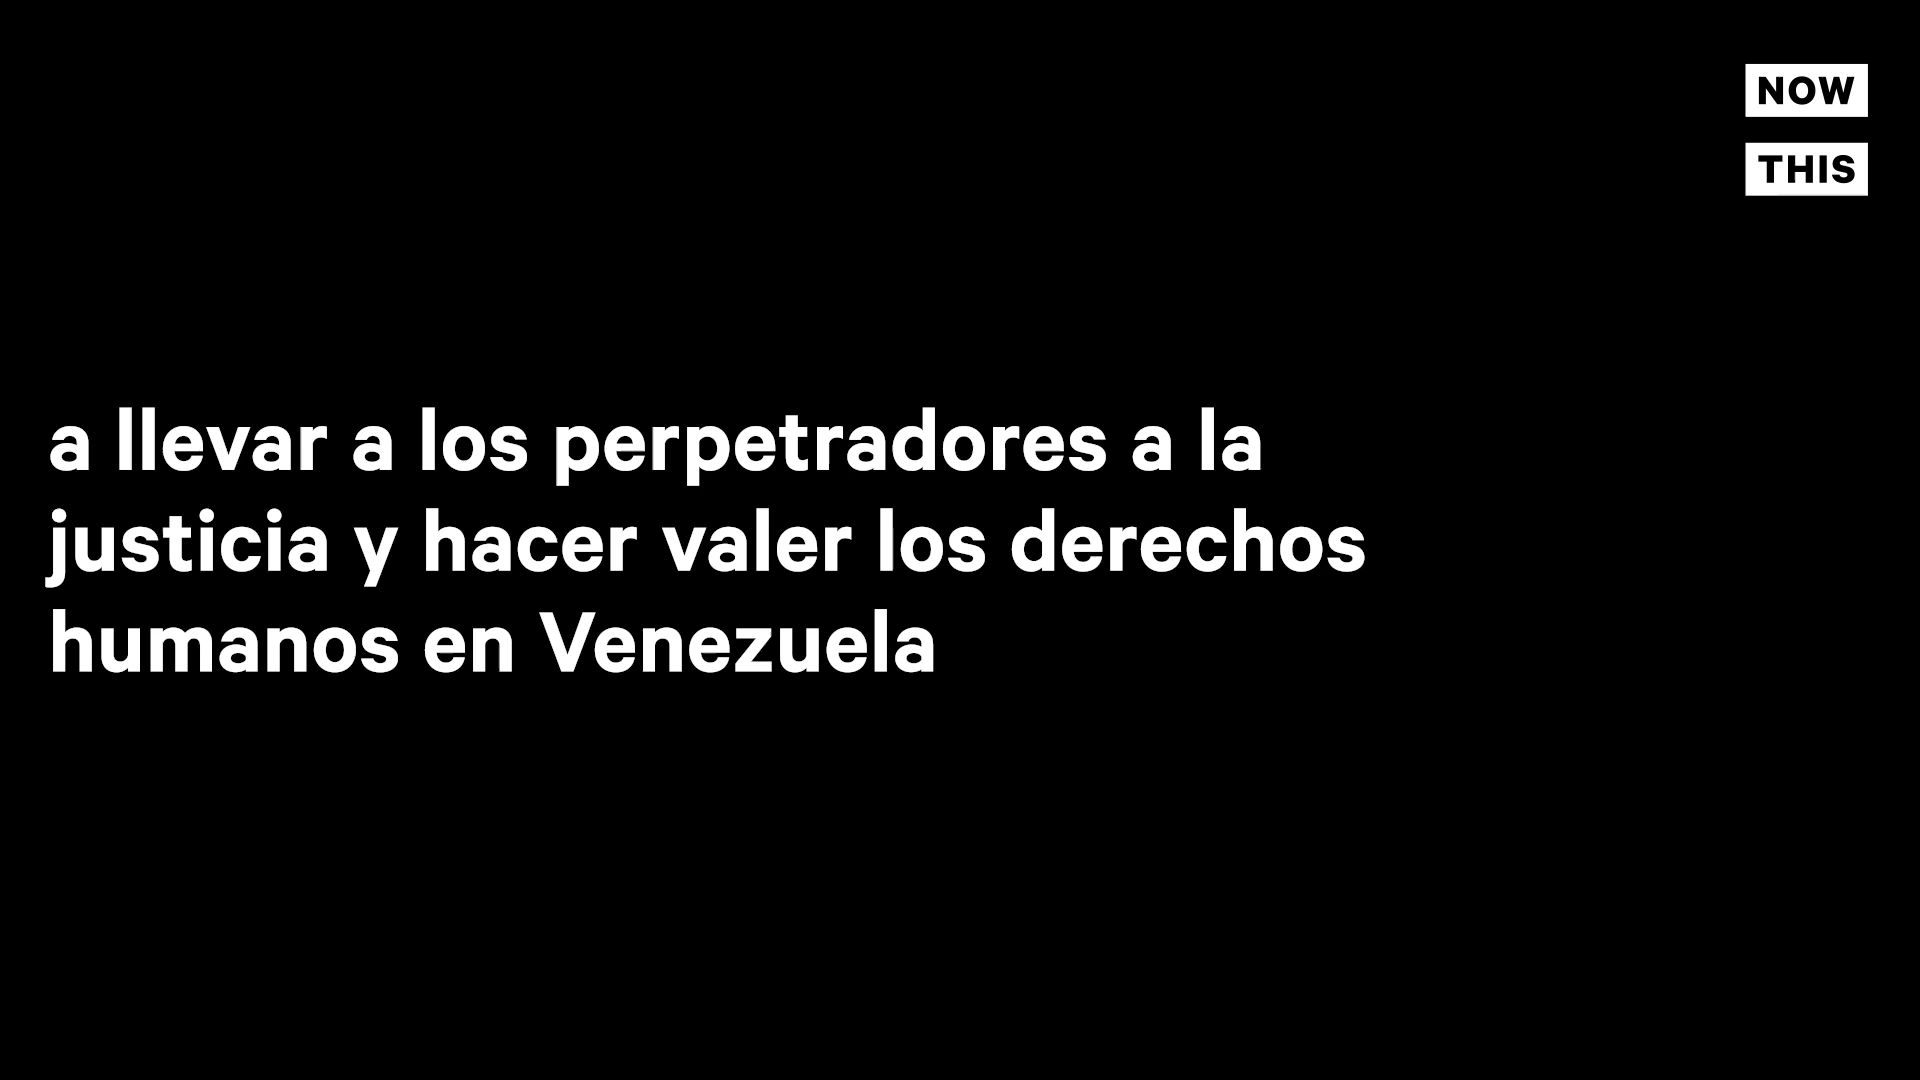 NOW
THIS
a llevar a los perpetradores a la
justicia y hacer valer los derechos
humanos en Venezuela